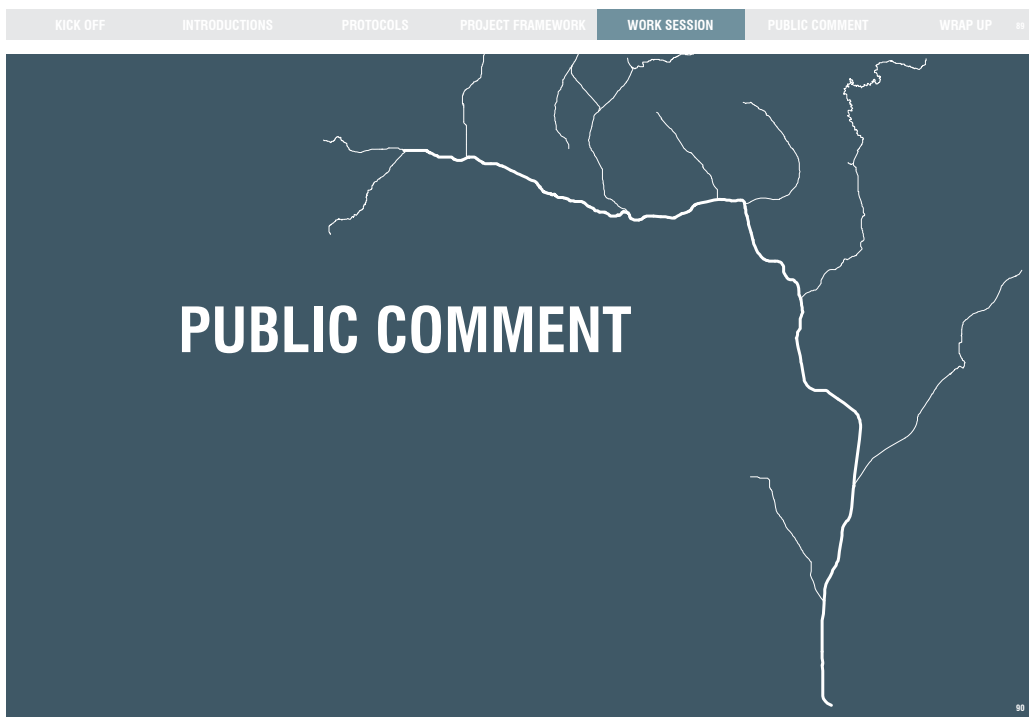 KICK OFF INTRODUCTIONS PROTOCOLS PROJECT FRAMEWORK WORK SESSION PUBLIC COMMENT WRAP UP
PUBLIC COMMENT
90